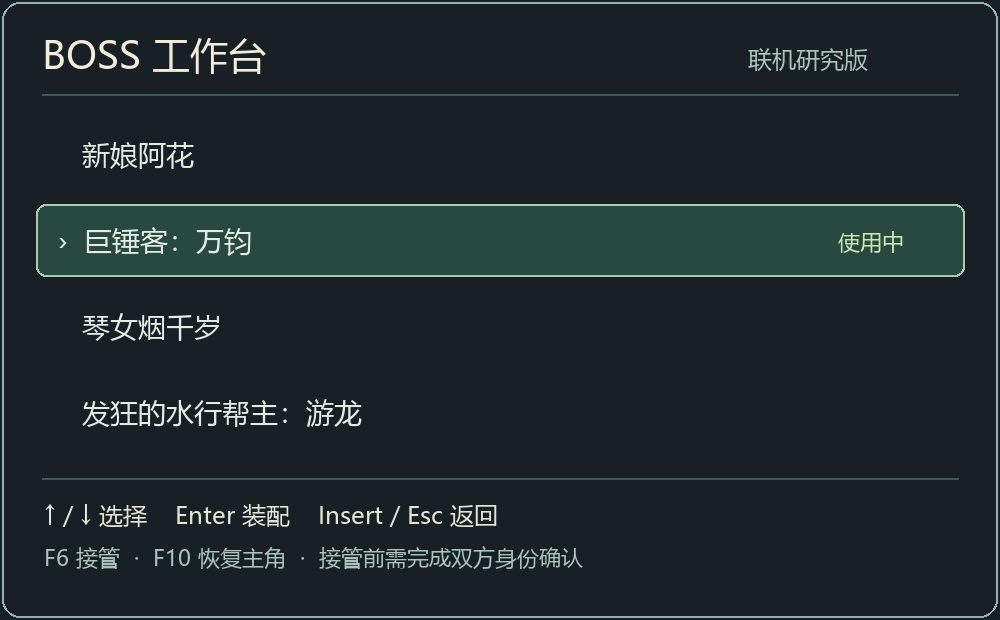 BOSS 工作台
联机研究版
新娘阿花
› 巨锤客：万钧
使用中
琴女烟千岁
发狂的水行帮主：游龙
↑/↓选择 Enter 装配 Insert / Esc 返回
F6 接管 · F10 恢复主角 · 接管前需完成双方身份确认